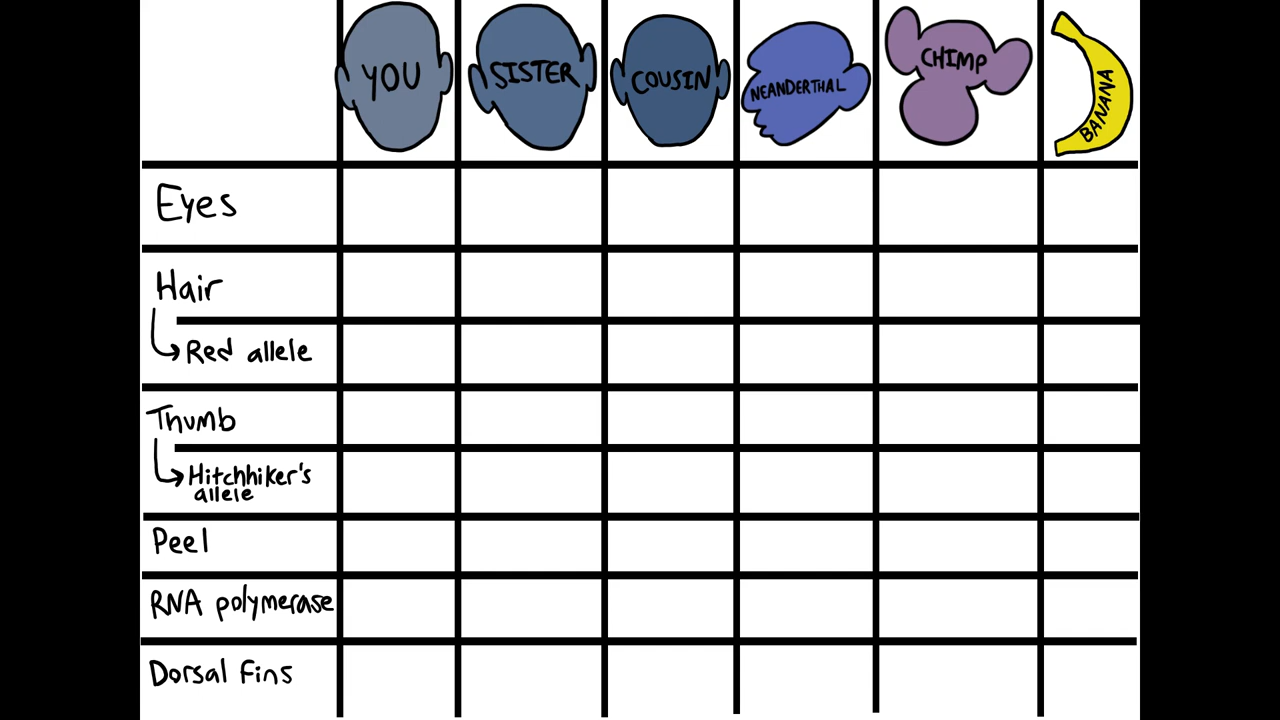 YOU SISTER COUSIN NEANDERTHAL CHIMP BANANA
Eyes
Hair
Red allele
Thumb
Hitchhiker's
allele
Peel
RNA polymerase
Dorsal fins